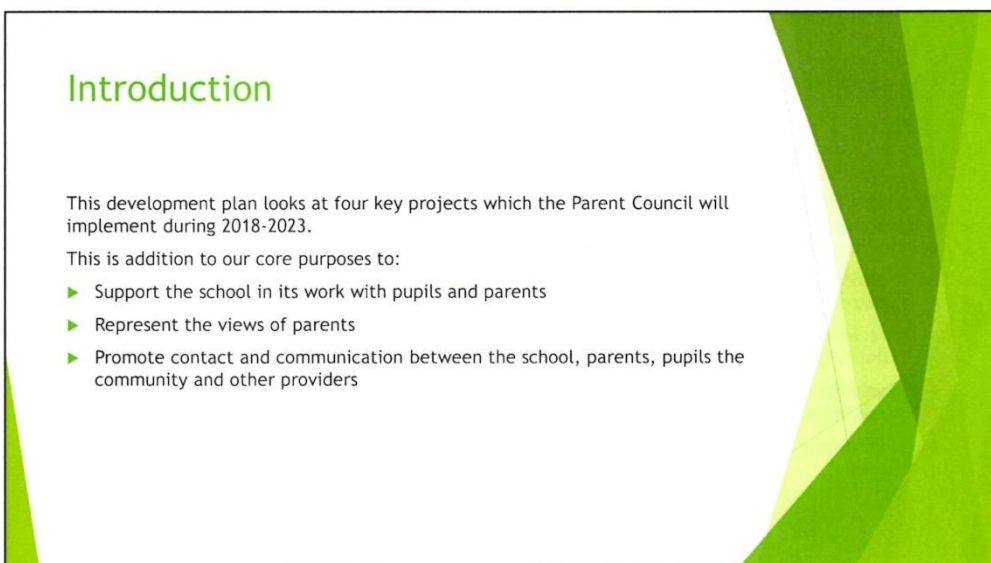 Introduction
This development plan looks at four key projects which the Parent Council will
implement during 2018-2023.
This is addition to our core purposes to:
Support the school in its work with pupils and parents
Represent the views of parents
Promote contact and communication between the school, parents, pupils the
community and other providers